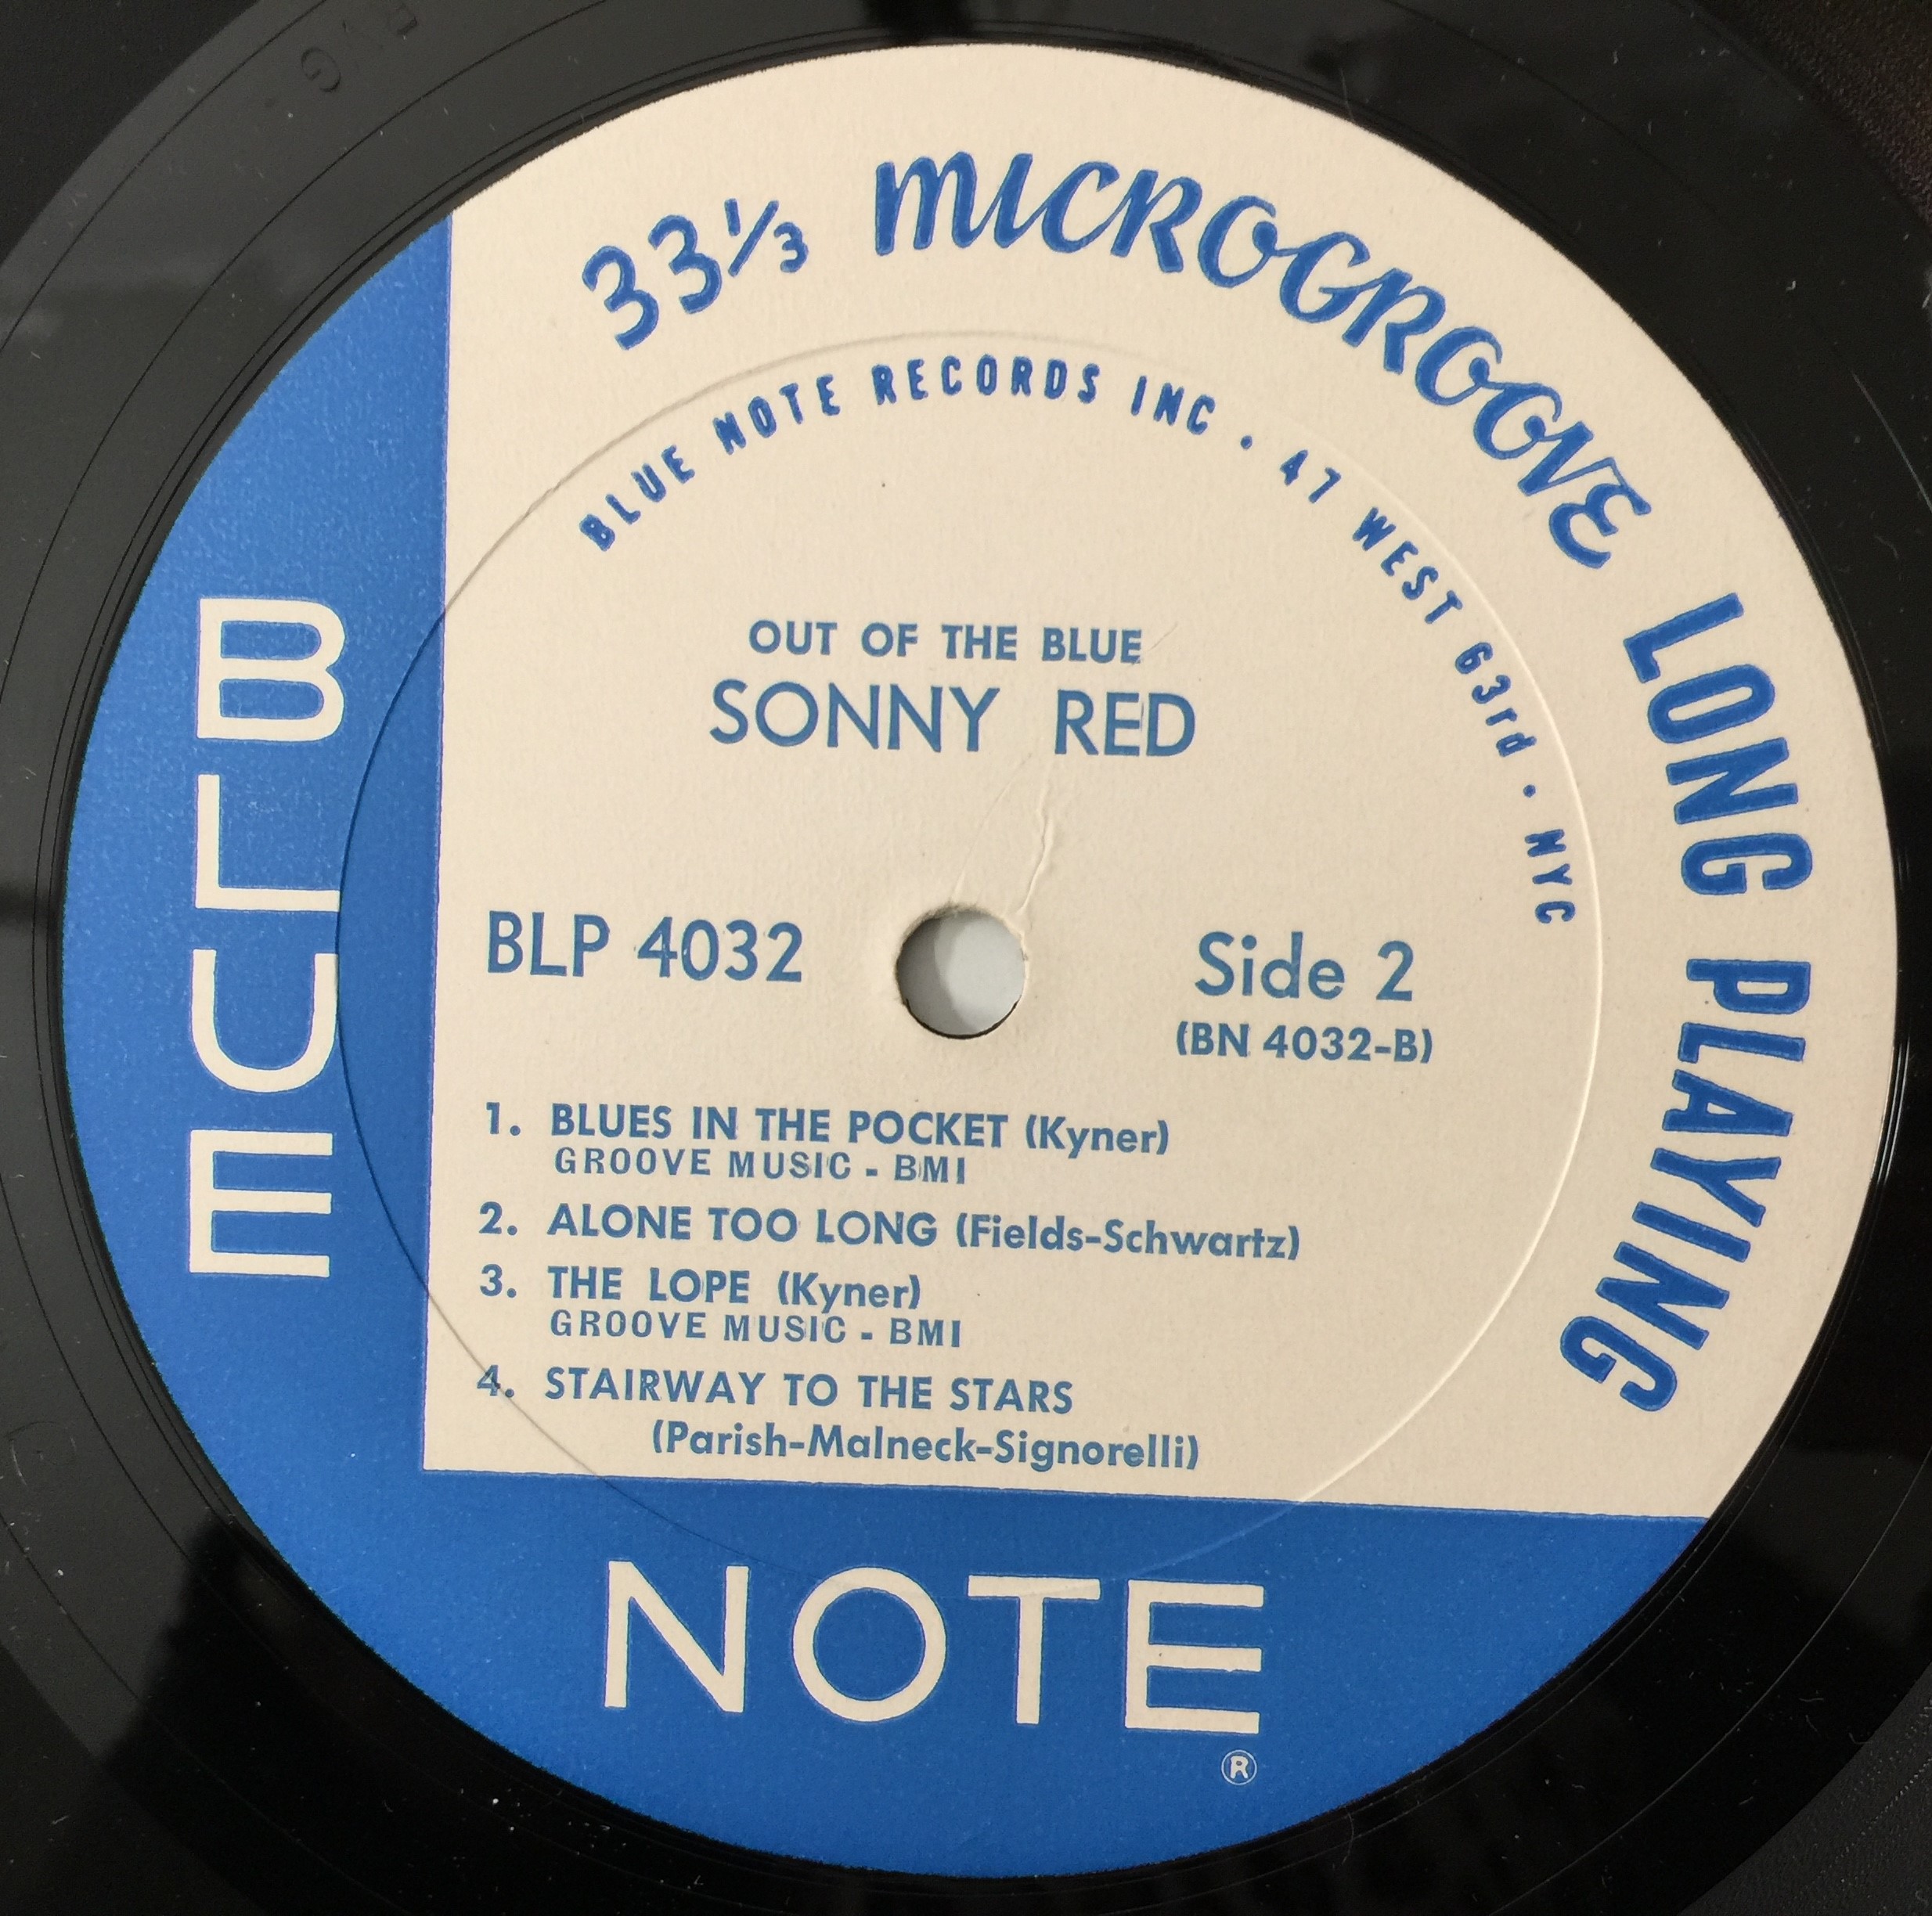 RVG
33⅓ MICROGROOVE LONG PLAYING
BLUE NOTE RECORDS INC · 47 WEST 63rd · NYC
OUT OF THE BLUE
SONNY RED
BLP 4032
Side 2
(BN 4032-B)
1. BLUES IN THE POCKET (Kyner)
GROOVE MUSIC - BMI
2. ALONE TOO LONG (Fields-Schwartz)
3. THE LOPE (Kyner)
GROOVE MUSIC - BMI
4. STAIRWAY TO THE STARS
(Parish-Malneck-Signorelli)
BLUE
NOTE
®